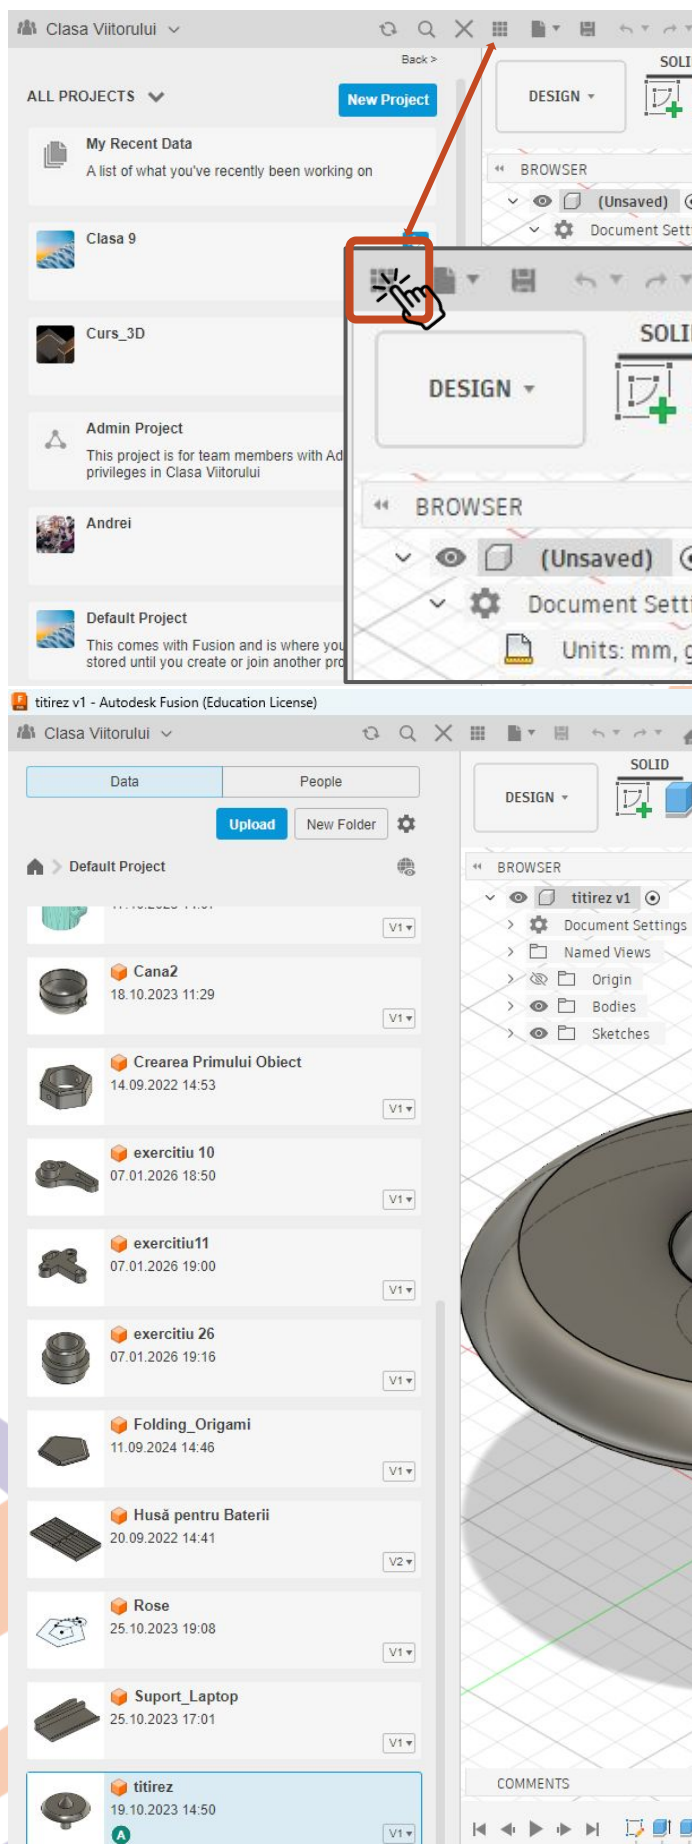 Clasa Viitorului
Back >
SOLI
ALL PROJECTS
New Project
DESIGN
My Recent Data
A list of what you've recently been working on
BROWSER
(Unsaved)
Document Sett
Clasa 9
SOLI
Curs_3D
DESIGN
Admin Project
This project is for team members with Ad
privileges in Clasa Viitorului
BROWSER
Andrei
(Unsaved)
Document Setti
Default Project
This comes with Fusion and is where you
stored until you create or join another pro
Units: mm, g
titirez v1 - Autodesk Fusion (Education License)
Clasa Viitorului
SOLID
Data
People
DESIGN
Upload
New Folder
Default Project
BROWSER
titirez v1
Document Settings
V1
Named Views
Cana2
18.10.2023 11:29
Origin
Bodies
V1
Sketches
Crearea Primului Obiect
14.09.2022 14:53
V1
exercitiu 10
07.01.2026 18:50
V1
exercitiu11
07.01.2026 19:00
V1
exercitiu 26
07.01.2026 19:16
V1
Folding_Origami
11.09.2024 14:46
V1
Husă pentru Baterii
20.09.2022 14:41
V2
Rose
25.10.2023 19:08
V1
Suport_Laptop
25.10.2023 17:01
V1
titirez
19.10.2023 14:50
A
V1
COMMENTS